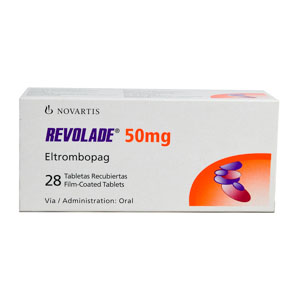 NOVARTIS
REVOLADE® 50mg
Eltrombopag
28 Tabletas Recubiertas
Film-Coated Tablets
Vía / Administration: Oral